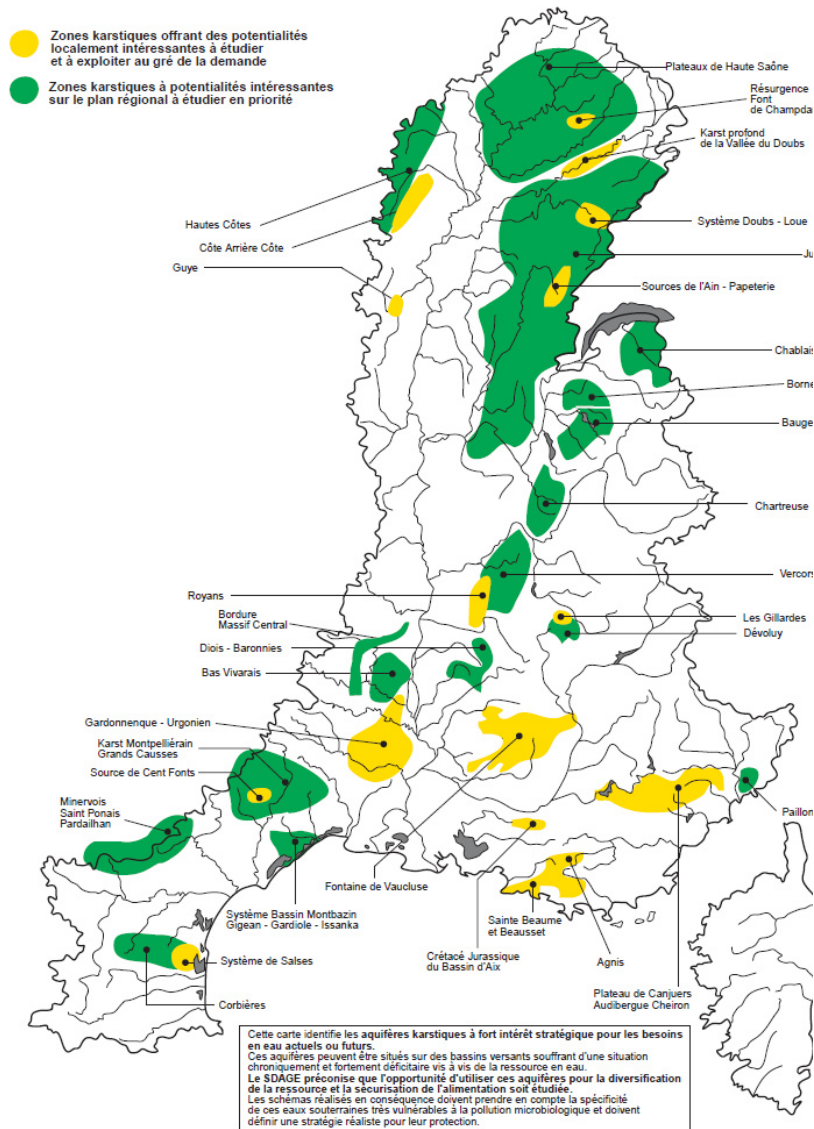 Zones karstiques offrant des potentialités
localement intéressantes à étudier
et à exploiter au gré de la demande
Zones karstiques à potentialités intéressantes
sur le plan régional à étudier en priorité
Plateaux de Haute Saône
Résurgence
Font
de Champdam
Karst profond
de la Vallée du Doubs
Hautes Côtes
Côte Arrière Côte
Système Doubs - Loue
Ju
Guye
Sources de l'Ain - Papeterie
Chablais
Borne
Bauge
Chartreuse
Vercors
Royans
Bordure
Massif Central
Les Gillardes
Dévoluy
Diois - Baronnies
Bas Vivarais
Gardonnenque - Urgonien
Karst Montpelliérain
Grands Causses
Source de Cent Fonts
Minervois
Saint Ponais
Pardailhan
Paillon
Fontaine de Vaucluse
Système Bassin Montbazin
Gigean - Gardiole - Issanka
Sainte Beaume
et Beausset
Crétacé Jurassique
du Bassin d'Aix
Agnis
Système de Salses
Plateau de Canjuers
Audibergue Cheiron
Corbières
Cette carte identifie les aquifères karstiques à fort intérêt stratégique pour les besoins
en eau actuels ou futurs.
Ces aquifères peuvent être situés sur des bassins versants souffrant d'une situation
chroniquement et fortement déficitaire vis à vis de la ressource en eau.
Le SDAGE préconise que l'opportunité d'utiliser ces aquifères pour la diversification
de la ressource et la sécurisation de l'alimentation soit étudiée.
Les schémas réalisés en conséquence doivent prendre en compte la spécificité
de ces eaux souterraines très vulnérables à la pollution microbiologique et doivent
définir une stratégie réaliste pour leur protection.